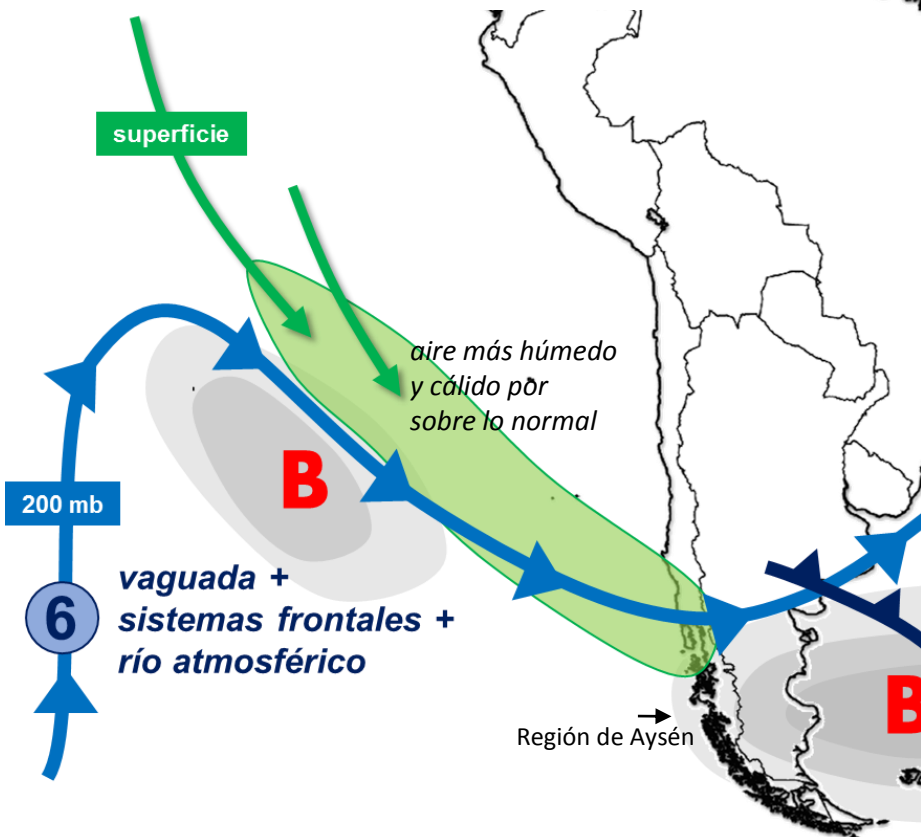 superficie
aire más húmedo
y cálido por
sobre lo normal
B
200 mb
6
vaguada +
sistemas frontales +
río atmosférico
B
Región de Aysén